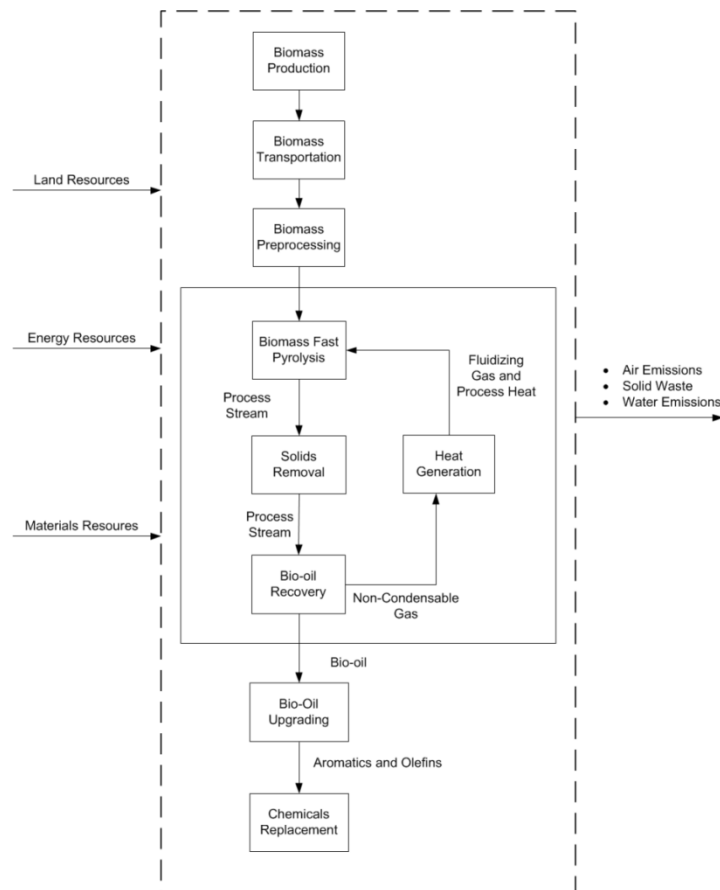 Biomass
Production
Biomass
Transportation
Land Resources
Biomass
Preprocessing
Energy Resources
Biomass Fast
Pyrolysis
Fluidizing
Gas and
Process Heat
• Air Emissions
• Solid Waste
• Water Emissions
Process
Stream
Solids
Removal
Heat
Generation
Materials Resoures
Process
Stream
Bio-oil
Recovery
Non-Condensable
Gas
Bio-oil
Bio-Oil
Upgrading
Aromatics and Olefins
Chemicals
Replacement